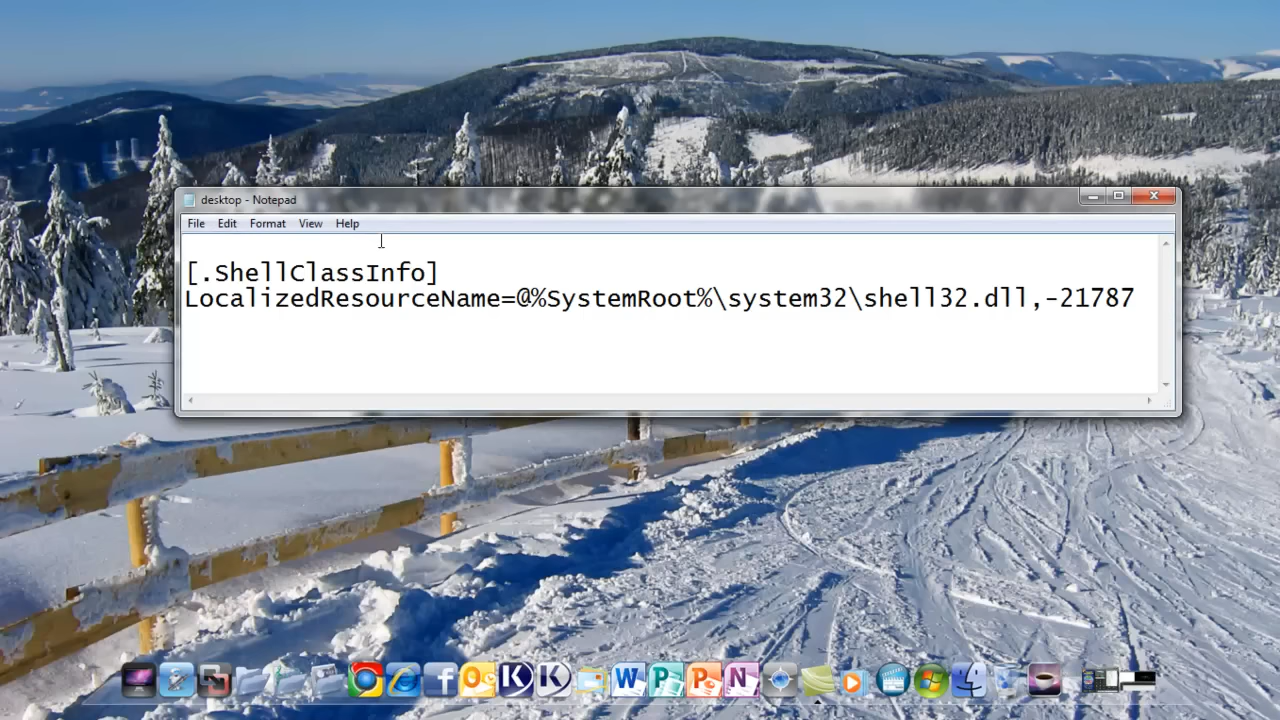 desktop - Notepad
File Edit Format View Help
[.ShellClassInfo]
LocalizedResourceName=@%SystemRoot%\system32\shell32.dll,-21787
f O K K W P P N